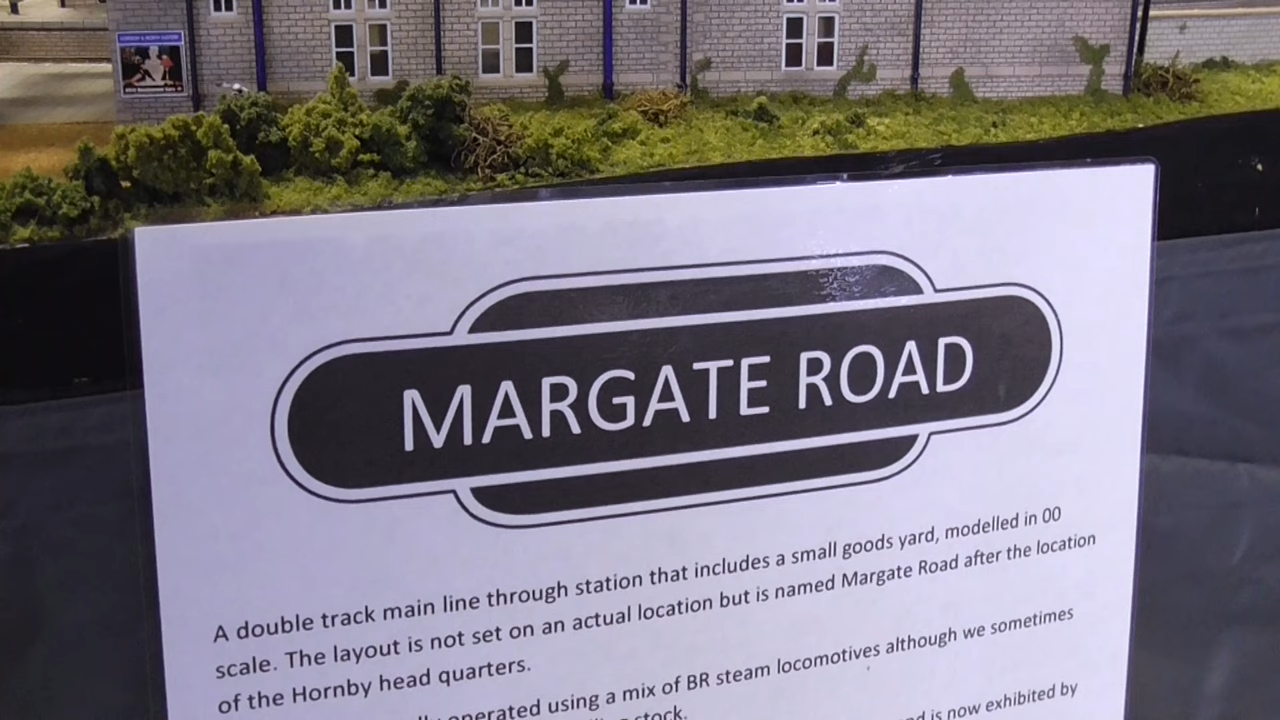 MARGATE ROAD
A double track main line through station that includes a small goods yard, modelled in 00
scale. The layout is not set on an actual location but is named Margate Road after the location
of the Hornby head quarters.
operated using a mix of BR steam locomotives although we sometimes
stock.
is now exhibited by